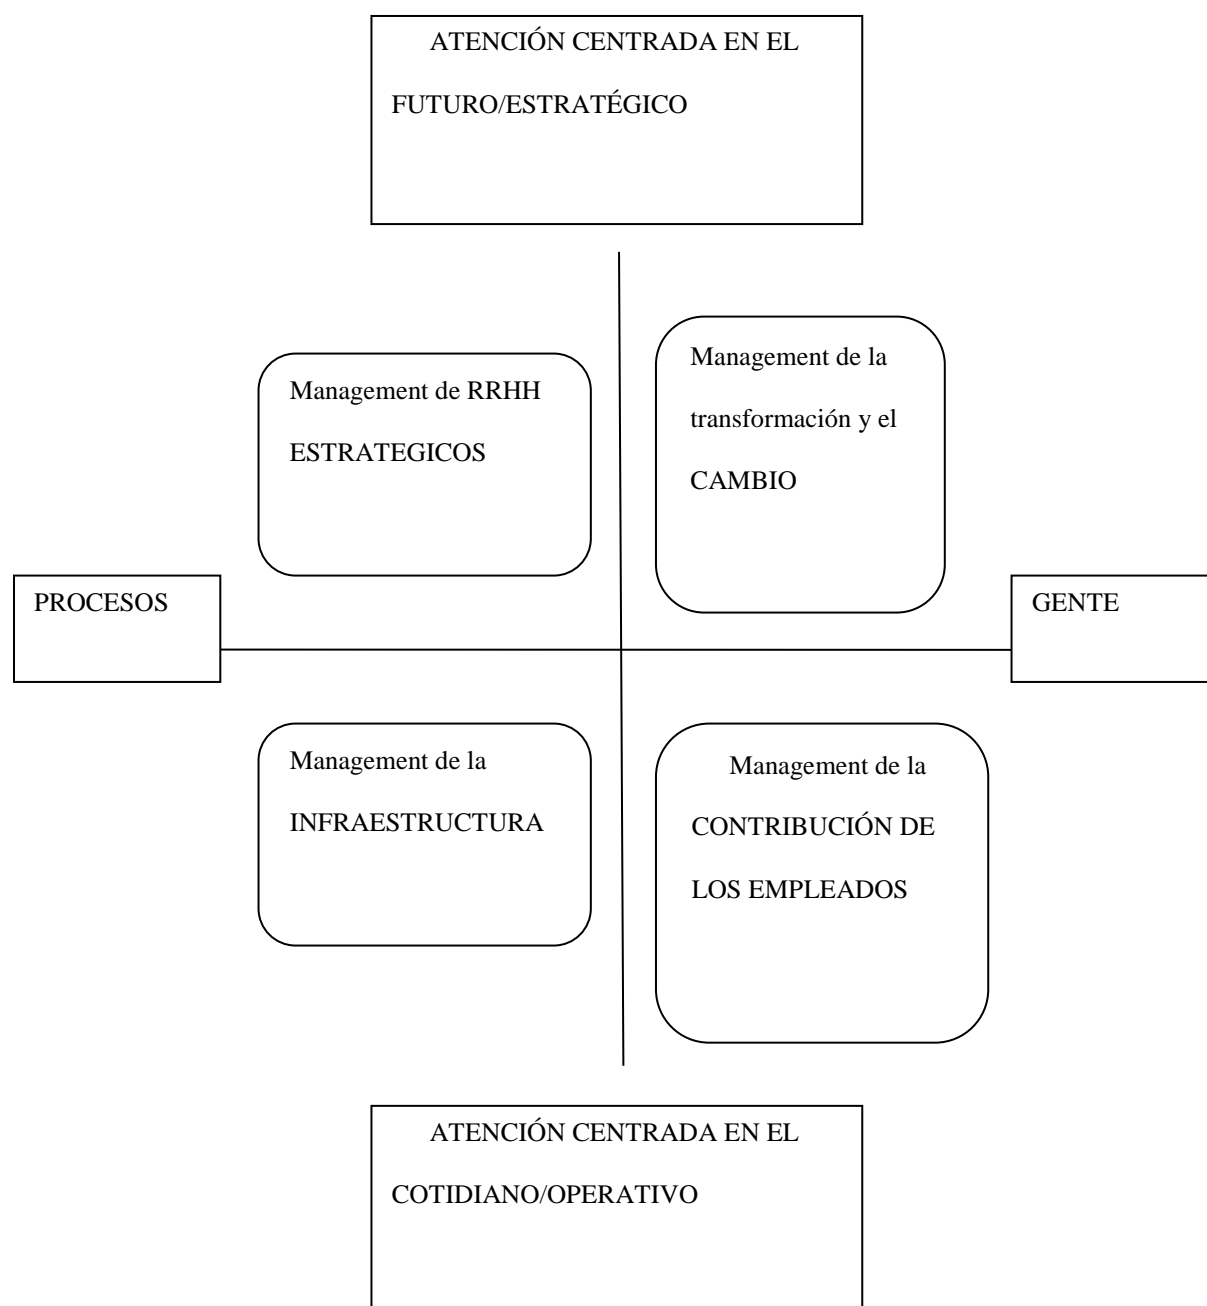 ATENCIÓN CENTRADA EN EL
FUTURO/ESTRATÉGICO
Management de RRHH
ESTRATEGICOS
Management de la
transformación y el
CAMBIO
PROCESOS
GENTE
Management de la
INFRAESTRUCTURA
Management de la
CONTRIBUCIÓN DE
LOS EMPLEADOS
ATENCIÓN CENTRADA EN EL
COTIDIANO/OPERATIVO